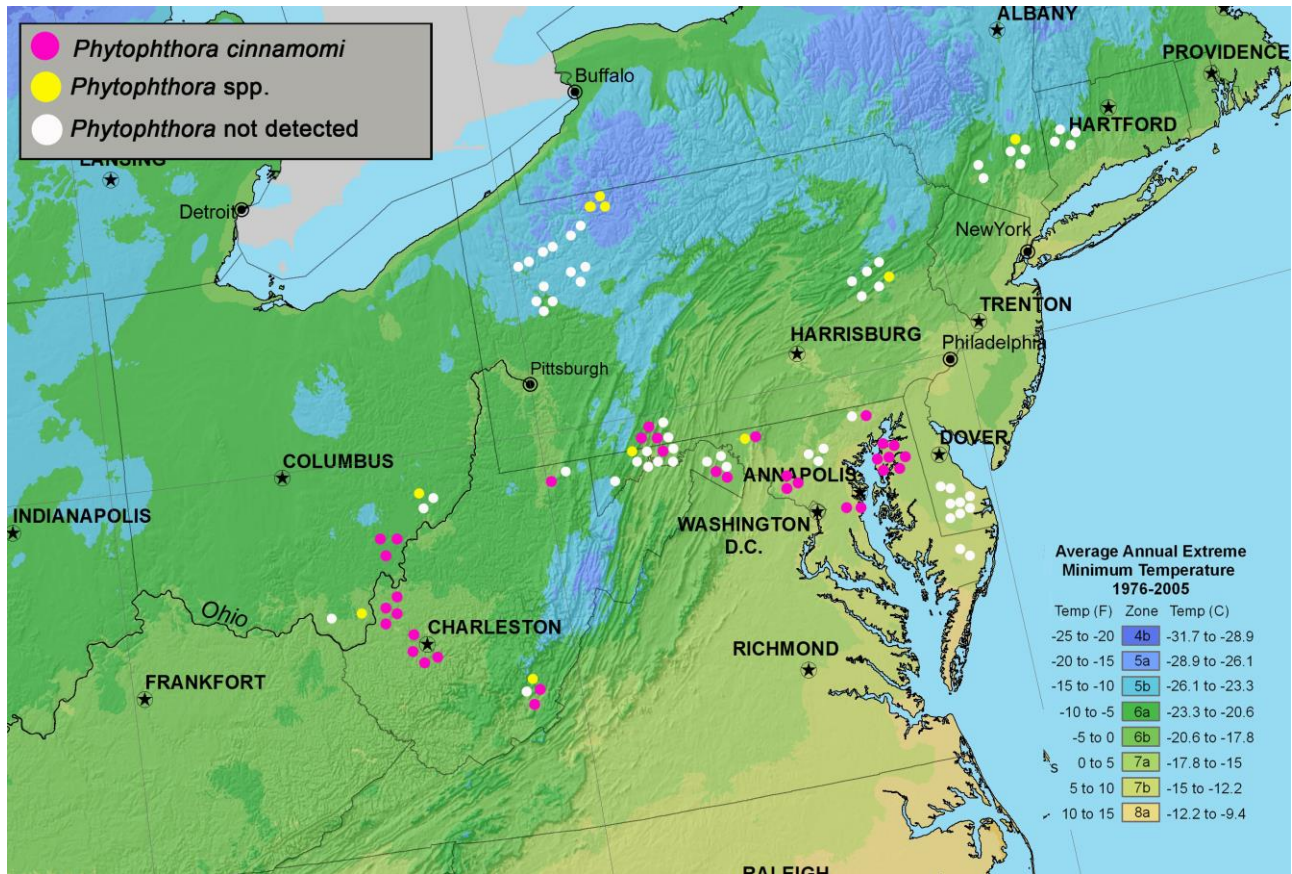 Phytophthora cinnamomi
Phytophthora spp.
Phytophthora not detected
ALBANY
PROVIDENCE
Buffalo
HARTFORD
LANSING
Detroit
NewYork
TRENTON
HARRISBURG
Philadelphia
Pittsburgh
DOVER
COLUMBUS
ANNAPOLIS
INDIANAPOLIS
WASHINGTON
D.C.
Ohio
CHARLESTON
RICHMOND
FRANKFORT
RALEIGH
Average Annual Extreme
Minimum Temperature
1976-2005
Temp (F) Zone Temp (C)
-25 to -20 4b -31.7 to -28.9
-20 to -15 5a -28.9 to -26.1
-15 to -10 5b -26.1 to -23.3
-10 to -5 6a -23.3 to -20.6
-5 to 0 6b -20.6 to -17.8
0 to 5 7a -17.8 to -15
5 to 10 7b -15 to -12.2
10 to 15 8a -12.2 to -9.4
s